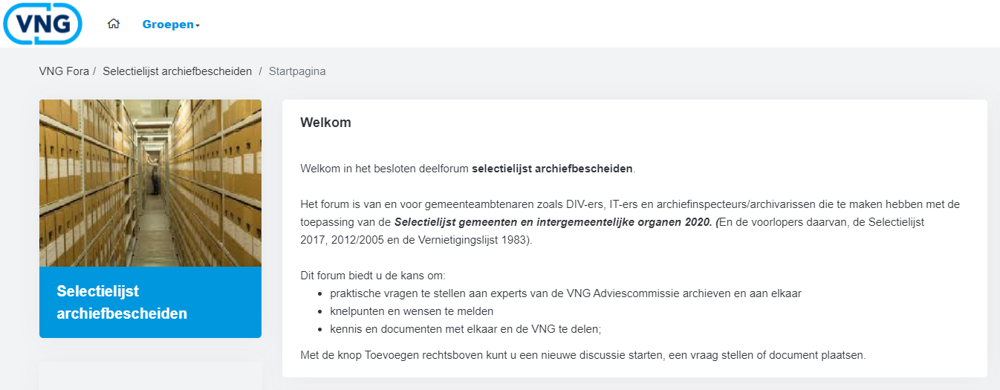 VNG
Groepen
VNG Fora / Selectielijst archiefbescheiden / Startpagina
Selectielijst
archiefbescheiden
Welkom
Welkom in het besloten deelforum selectielijst archiefbescheiden.
Het forum is van en voor gemeenteambtenaren zoals DIV-ers, IT-ers en archiefinspecteurs/archivarissen die te maken hebben met de
toepassing van de Selectielijst gemeenten en intergemeentelijke organen 2020. (En de voorlopers daarvan, de Selectielijst
2017, 2012/2005 en de Vernietigingslijst 1983).
Dit forum biedt u de kans om:
• praktische vragen te stellen aan experts van de VNG Adviescommissie archieven en aan elkaar
• knelpunten en wensen te melden
• kennis en documenten met elkaar en de VNG te delen;
Met de knop Toevoegen rechtsboven kunt u een nieuwe discussie starten, een vraag stellen of document plaatsen.